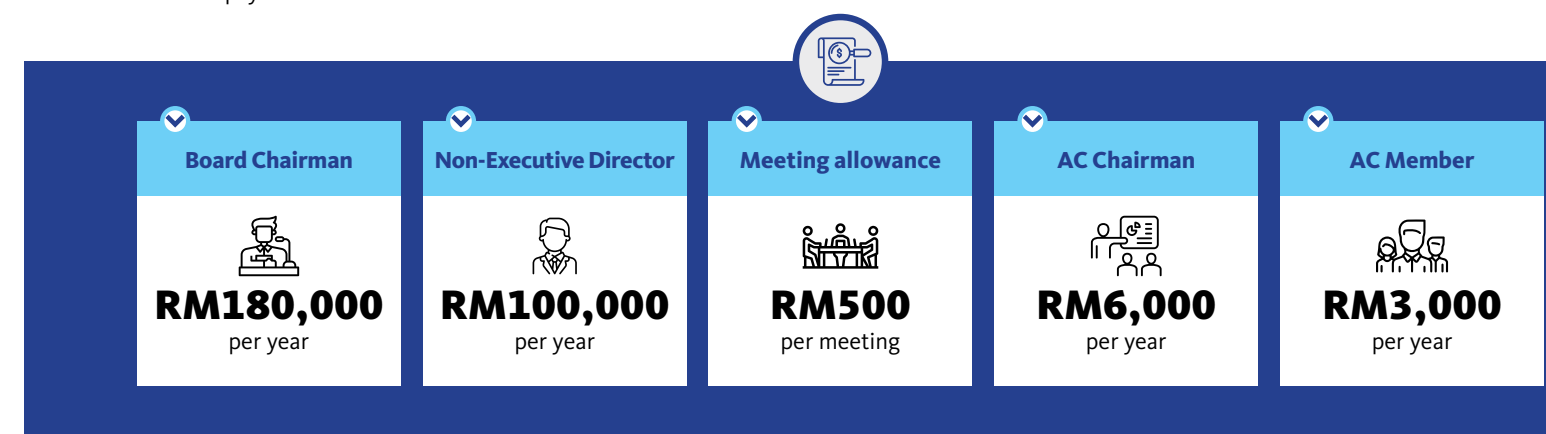 Board Chairman
RM180,000
per year
Non-Executive Director
RM100,000
per year
Meeting allowance
RM500
per meeting
AC Chairman
RM6,000
per year
AC Member
RM3,000
per year